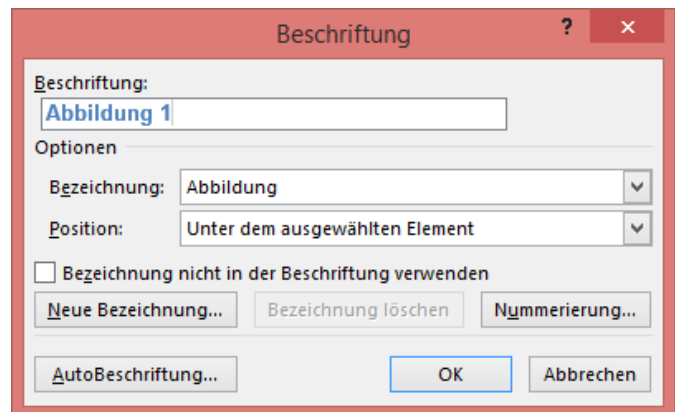 Beschriftung ? ×
Beschriftung:
Abbildung 1
Optionen
Bezeichnung: Abbildung
Position: Unter dem ausgewählten Element
Bezeichnung nicht in der Beschriftung verwenden
Neue Bezeichnung... Bezeichnung löschen Nummerierung...
AutoBeschriftung... OK Abbrechen